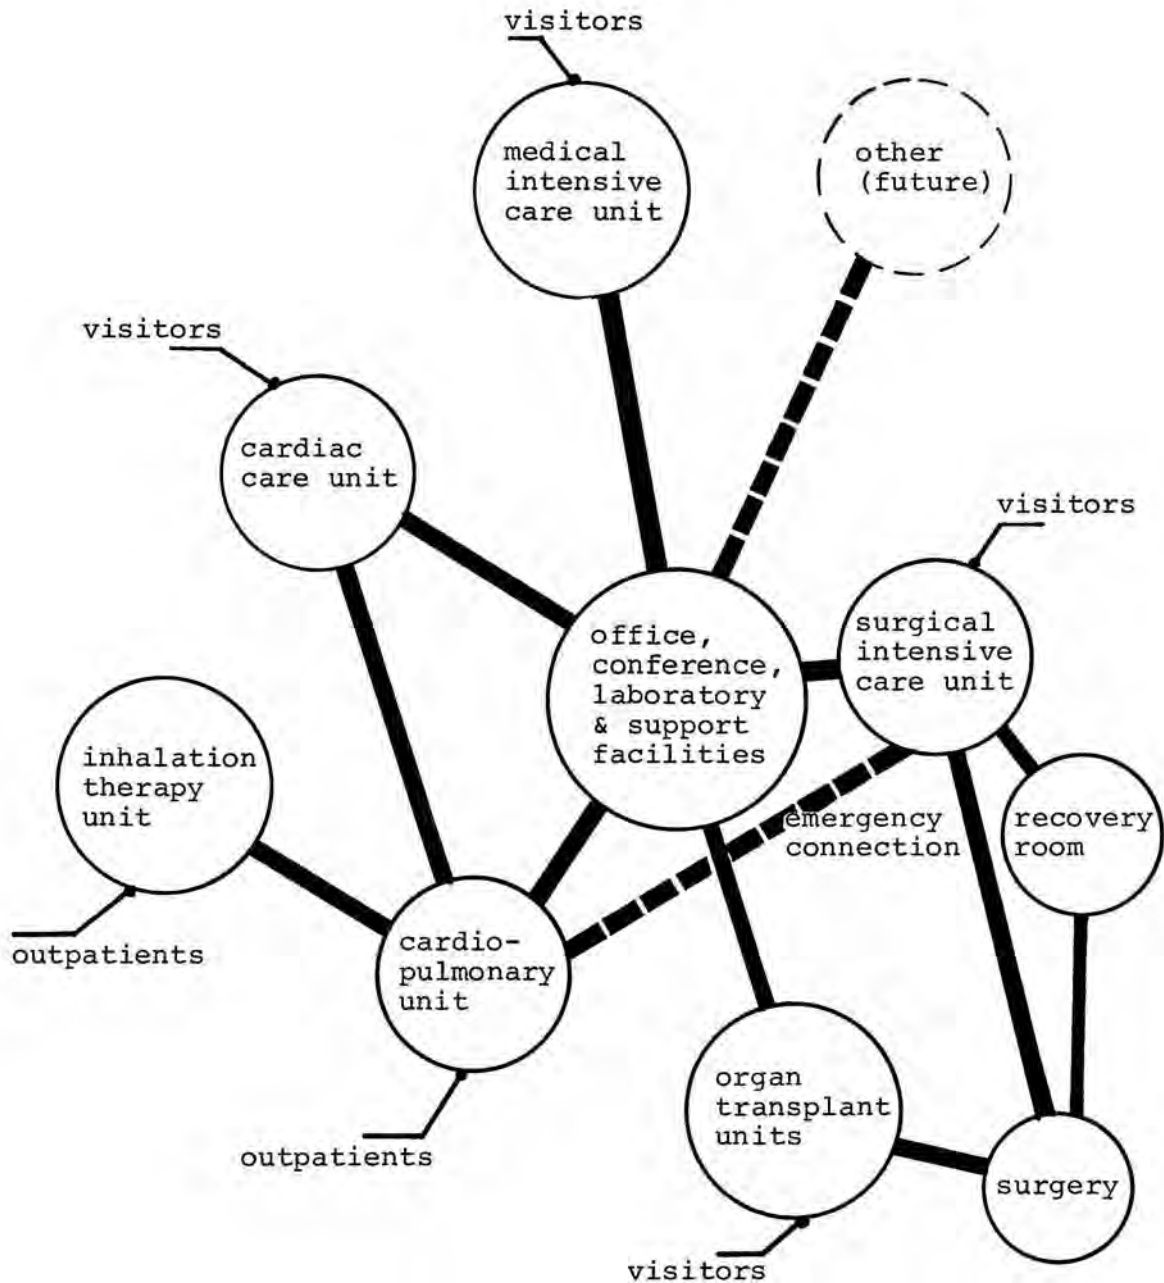 visitors
medical
intensive
care unit
other
(future)
visitors
cardiac
care unit
visitors
office,
conference,
laboratory
& support
facilities
surgical
intensive
care unit
inhalation
therapy
unit
emergency
connection
recovery
room
outpatients
cardio-
pulmonary
unit
outpatients
organ
transplant
units
surgery
visitors